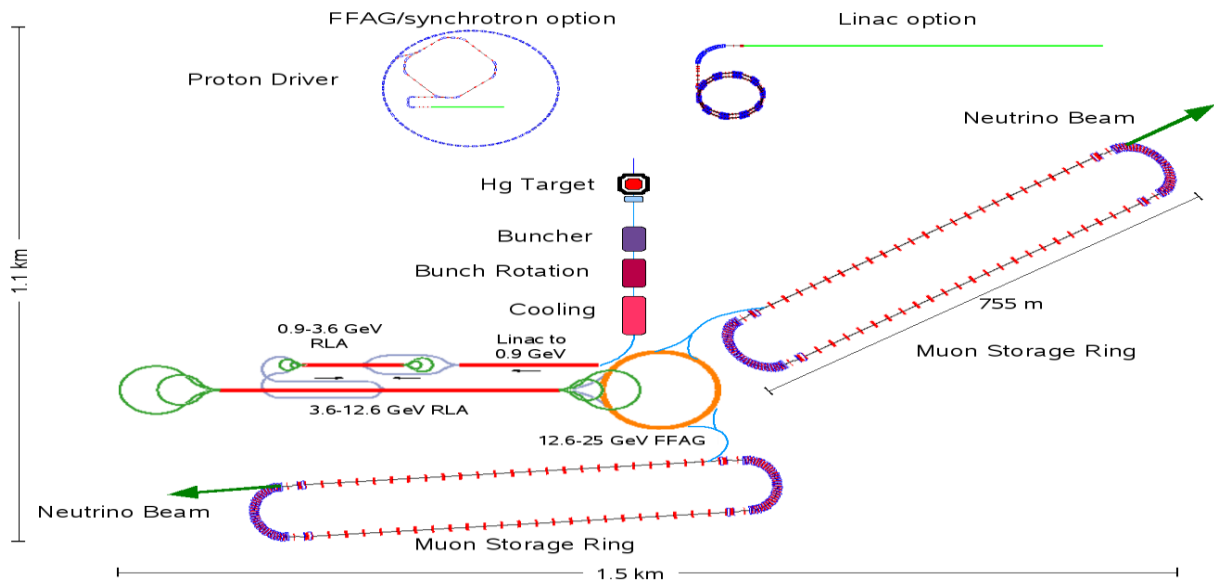 FFAG/synchrotron option
Linac option
Proton Driver
Neutrino Beam
Hg Target
Buncher
Bunch Rotation
Cooling
1.1 km
755 m
0.9-3.6 GeV
RLA
Linac to
0.9 GeV
Muon Storage Ring
3.6-12.6 GeV RLA
12.6-25 GeV FFAG
Neutrino Beam
Muon Storage Ring
1.5 km